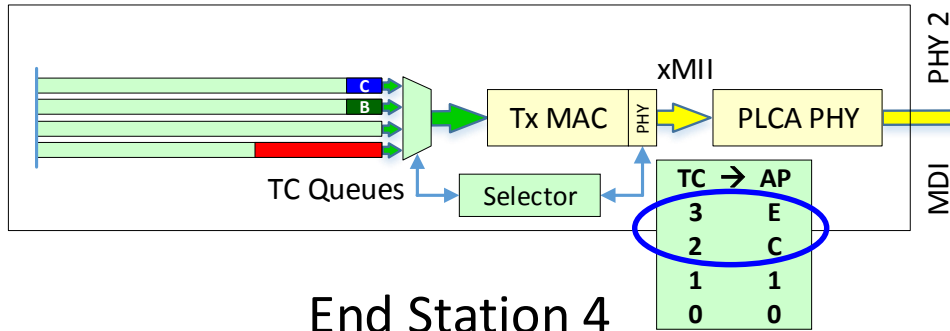 C
B
xMII
Tx MAC
PHY
PLCA PHY
PHY 2
MDI
TC Queues
Selector
TC → AP
3 E
2 C
1 1
0 0
End Station 4